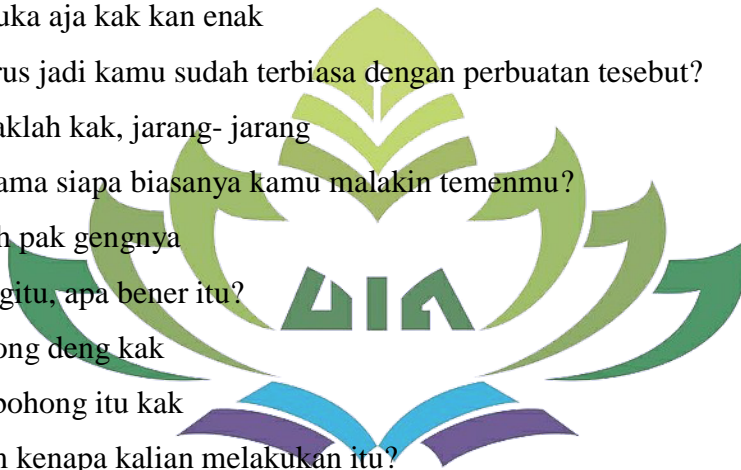 uka aja kak kan enak
rus jadi kamu sudah terbiasa dengan perbuatan tesebut?
aklah kak, jarang- jarang
ama siapa biasanya kamu malakin temenmu?
h pak gengnya
gitu, apa bener itu?
UIN
ong deng kak
bohong itu kak
n kenapa kalian melakukan itu?